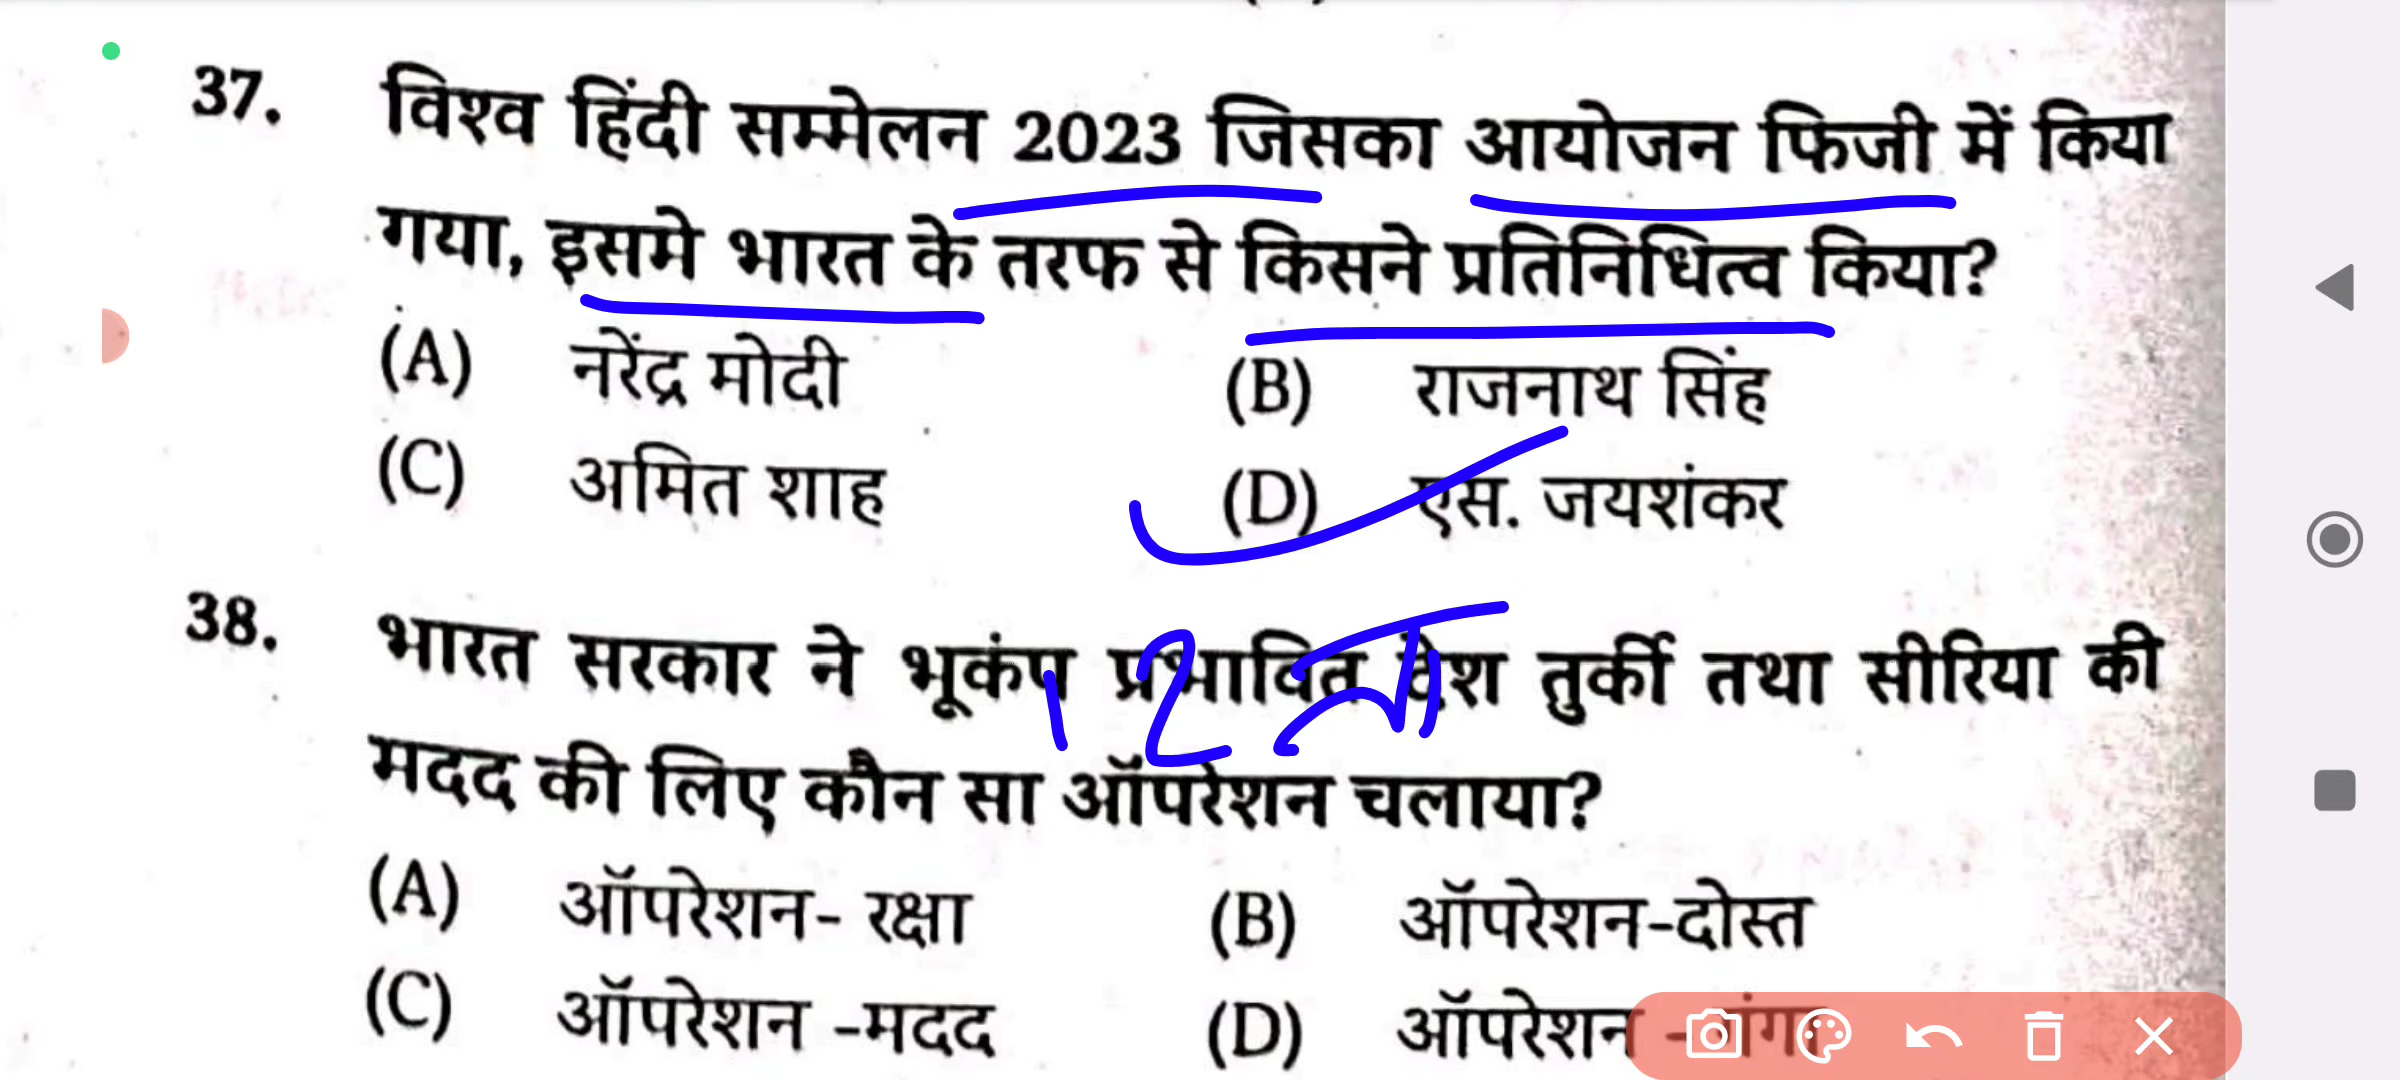 37. विश्व हिंदी सम्मेलन 2023 जिसका आयोजन फिजी में किया
गया, इसमे भारत के तरफ से किसने प्रतिनिधित्व किया?
(A) नरेंद्र मोदी (B) राजनाथ सिंह
(C) अमित शाह (D) एस. जयशंकर
12वा
38. भारत सरकार ने भूकंप प्रभावित देश तुर्की तथा सीरिया की
मदद की लिए कौन सा ऑपरेशन चलाया?
(A) ऑपरेशन- रक्षा (B) ऑपरेशन-दोस्त
(C) ऑपरेशन -मदद (D) ऑपरेशन -गंगा